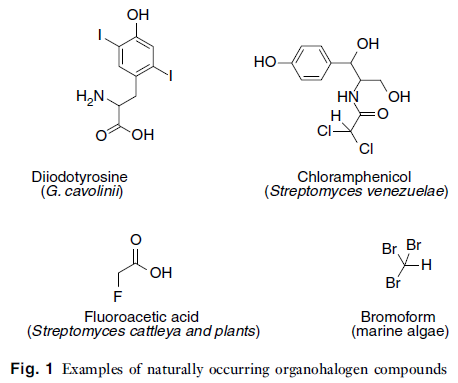 OH
I
I
H₂N
O
OH
Diiodotyrosine
(G. cavolinii)
OH
HO
HN
OH
H
O
Cl
Cl
Chloramphenicol
(Streptomyces venezuelae)
O
OH
F
Fluoroacetic acid
(Streptomyces cattleya and plants)
Br Br
H
Br
Bromoform
(marine algae)
Fig. 1 Examples of naturally occurring organohalogen compounds